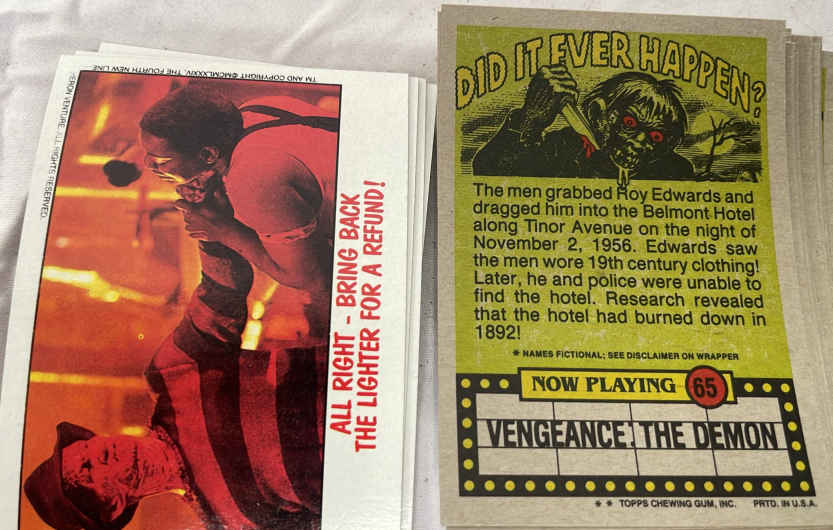 TM AND COPYRIGHT ©MCMLXXXIV, THE FOURTH NEW LINE
ERON VENTURE. ALL RIGHTS RESERVED.
ALL RIGHT - BRING BACK
THE LIGHTER FOR A REFUND!
DID IT EVER HAPPEN?
The men grabbed Roy Edwards and
dragged him into the Belmont Hotel
along Tinor Avenue on the night of
November 2, 1956. Edwards saw
the men wore 19th century clothing!
Later, he and police were unable to
find the hotel. Research revealed
that the hotel had burned down in
1892!
* NAMES FICTIONAL; SEE DISCLAIMER ON WRAPPER
NOW PLAYING 65
VENGEANCE: THE DEMON
* * TOPPS CHEWING GUM, INC. PRTD. IN U.S.A.